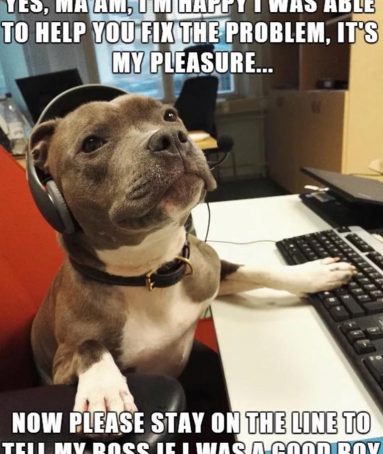 YES, MA'AM, I'M HAPPY I WAS ABLE
TO HELP YOU FIX THE PROBLEM, IT'S
MY PLEASURE...
NOW PLEASE STAY ON THE LINE TO
TELL MY BOSS IF I WAS A GOOD BOY